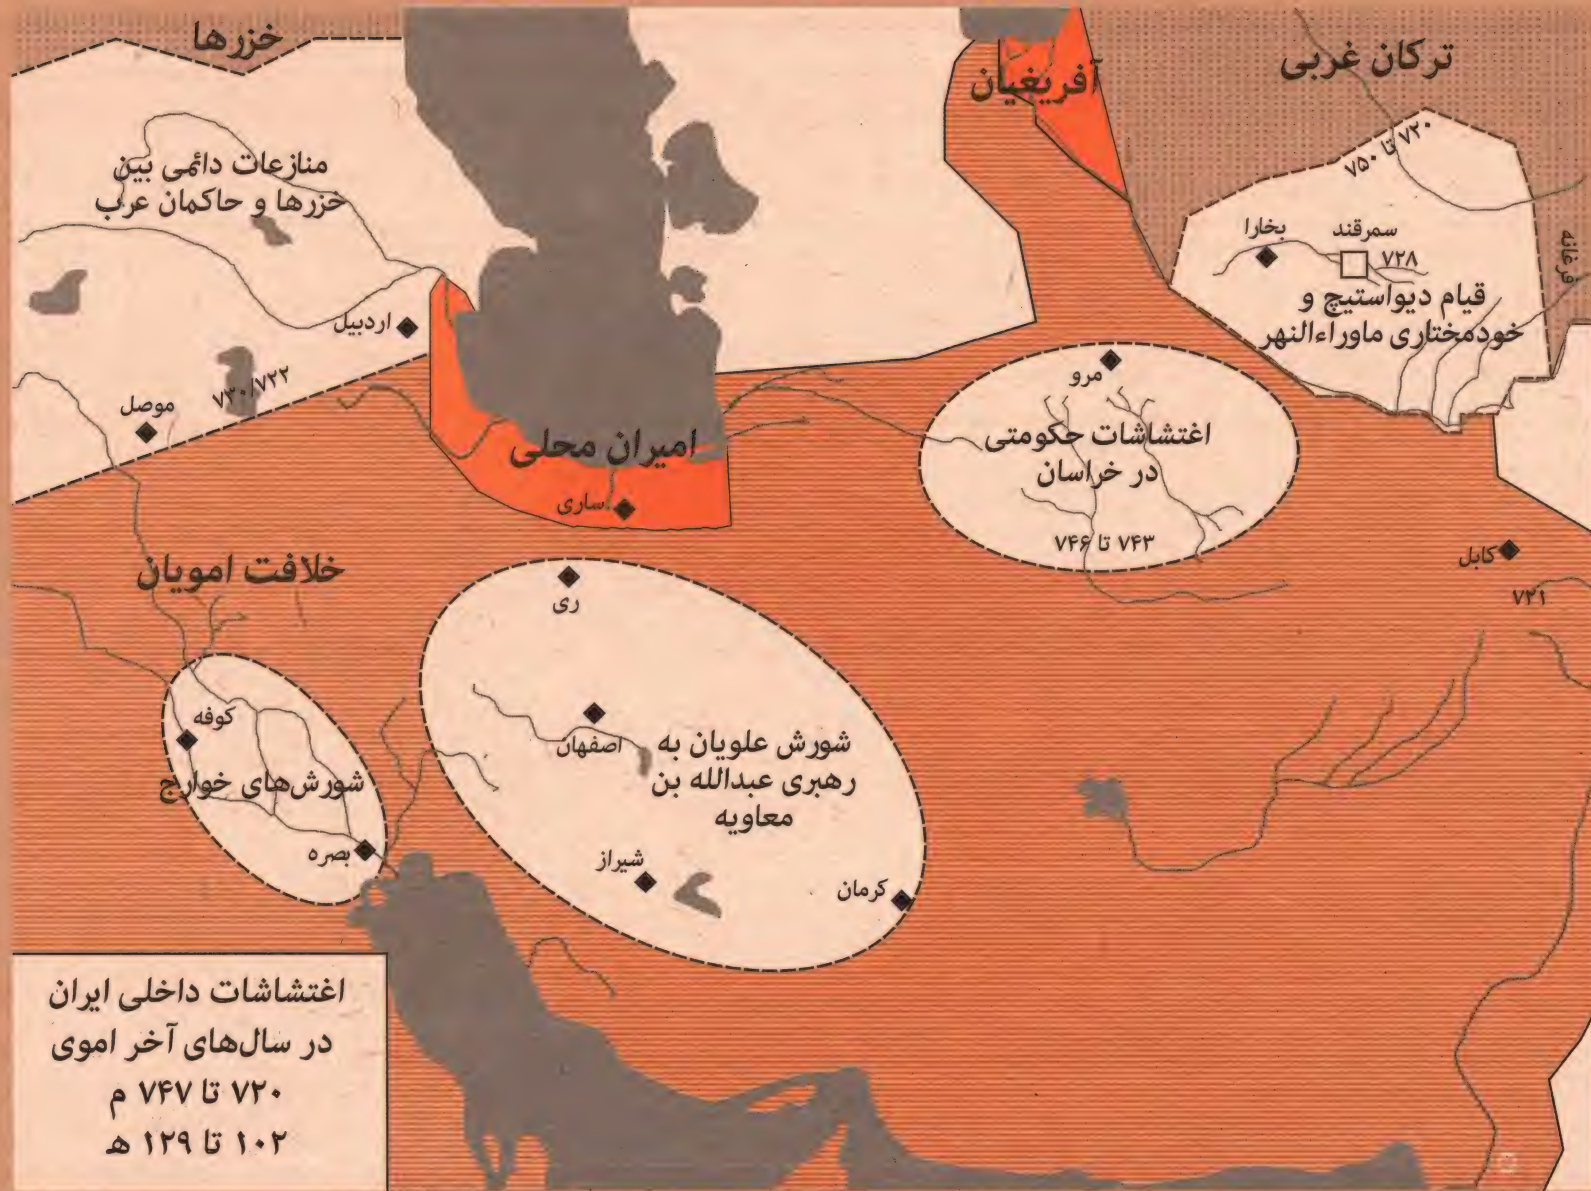 خزرها
آفریغیان
ترکان غربی
۷۲۰ تا ۷۵۰
فرغانه
منازعات دائمی بین
خزرها و حاکمان عرب
بخارا
سمرقند
۷۲۸
قیام دیواستیچ و
خودمختاری ماوراءالنهر
اردبیل
۷۳۰/۷۲۲
موصل
امیران محلی
ساری
مرو
اغتشاشات حکومتی
در خراسان
۷۴۳ تا ۷۴۶
کابل
۷۲۱
خلافت امویان
ری
اصفهان
شورش علویان به
رهبری عبدالله بن
معاویه
شیراز
کرمان
کوفه
شورش‌های خوارج
بصره
اغتشاشات داخلی ایران
در سال‌های آخر اموی
۷۲۰ تا ۷۴۷ م
۱۰۲ تا ۱۲۹ ه